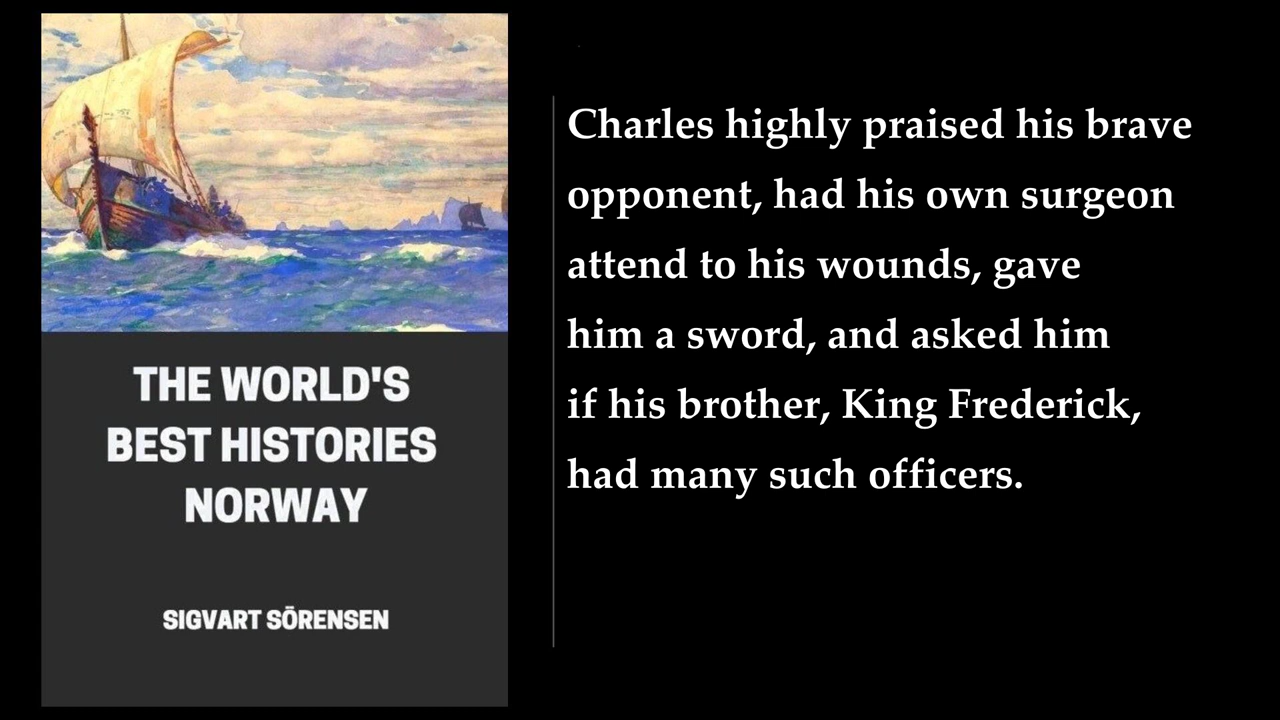 THE WORLD'S
BEST HISTORIES
NORWAY
SIGVART SÖRENSEN
Charles highly praised his brave
opponent, had his own surgeon
attend to his wounds, gave
him a sword, and asked him
if his brother, King Frederick,
had many such officers.